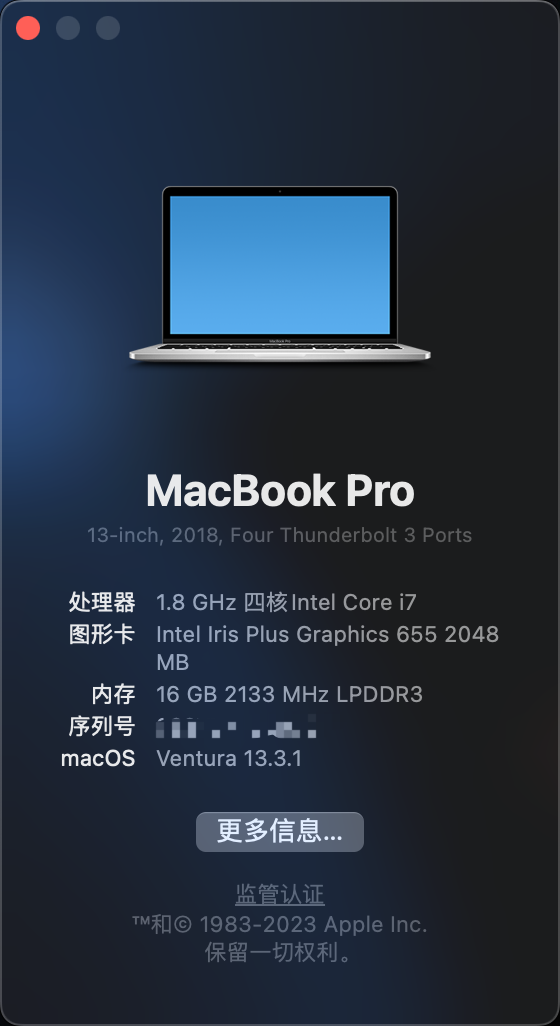 MacBook Pro
13-inch, 2018, Four Thunderbolt 3 Ports
处理器 1.8 GHz 四核Intel Core i7
图形卡 Intel Iris Plus Graphics 655 2048
MB
内存 16 GB 2133 MHz LPDDR3
序列号
macOS Ventura 13.3.1
更多信息...
监管认证
™和© 1983-2023 Apple Inc.
保留一切权利。